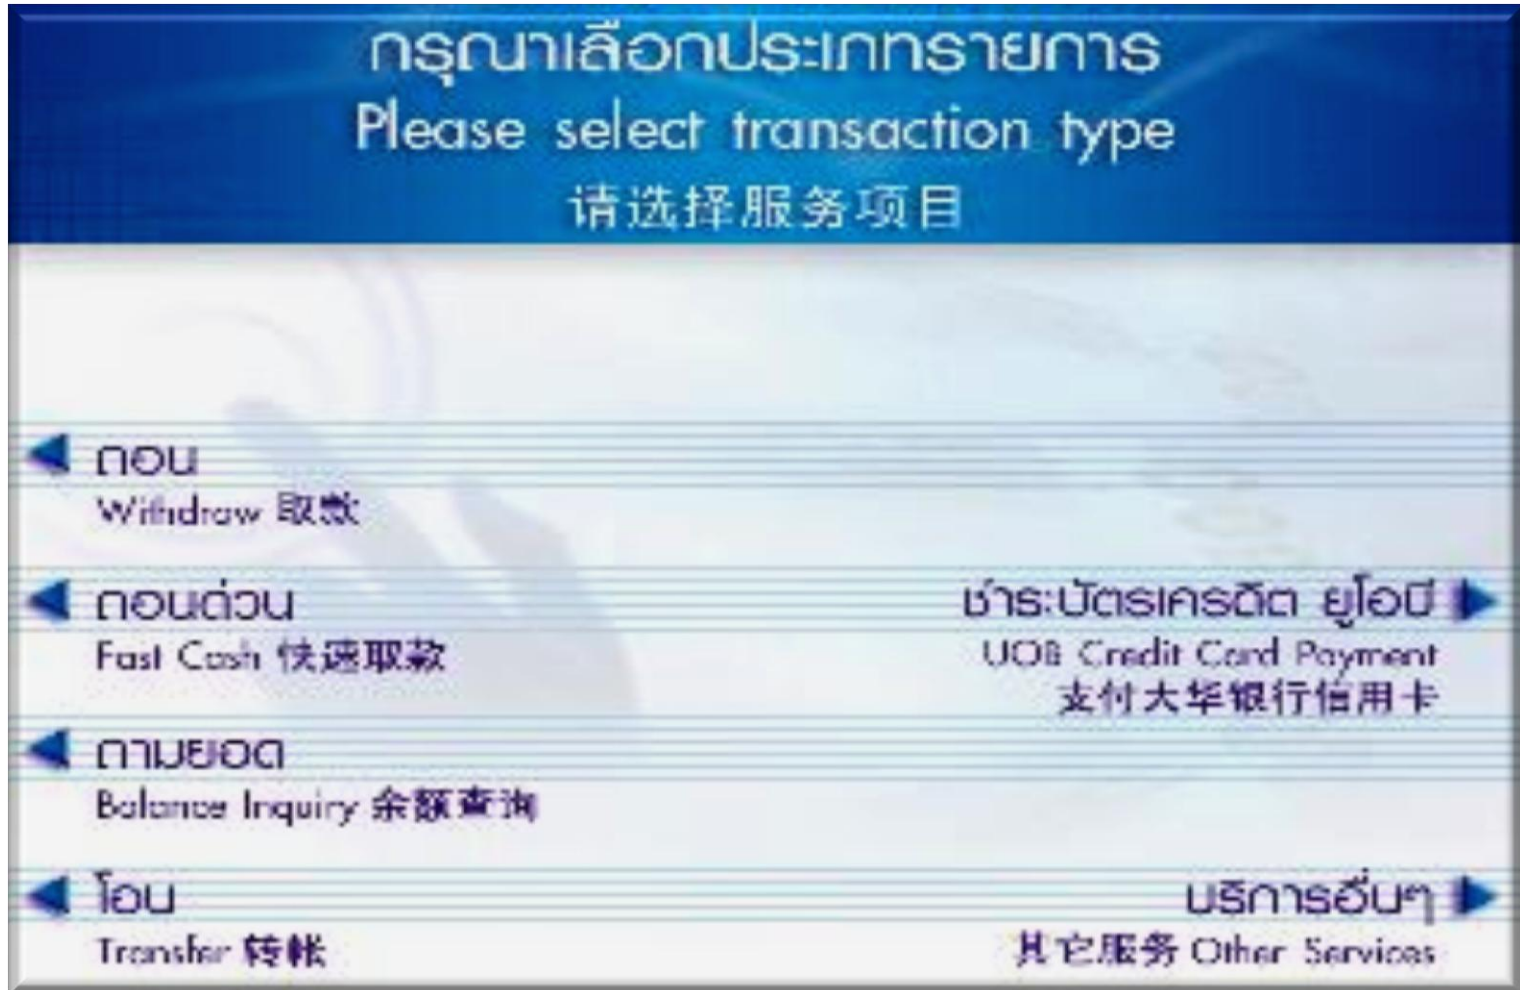 กรุณาเลือกประเภทรายการ
Please select transaction type
请选择服务项目
ถอน
Withdraw 取款
ถอนด่วน
Fast Cash 快速取款
ถามยอด
Balance Inquiry 余额查询
โอน
Transfer 转帐
ชำระบัตรเครดิต ยูโอบี
UOB Credit Card Payment
支付大华银行信用卡
บริการอื่นๆ
其它服务 Other Services